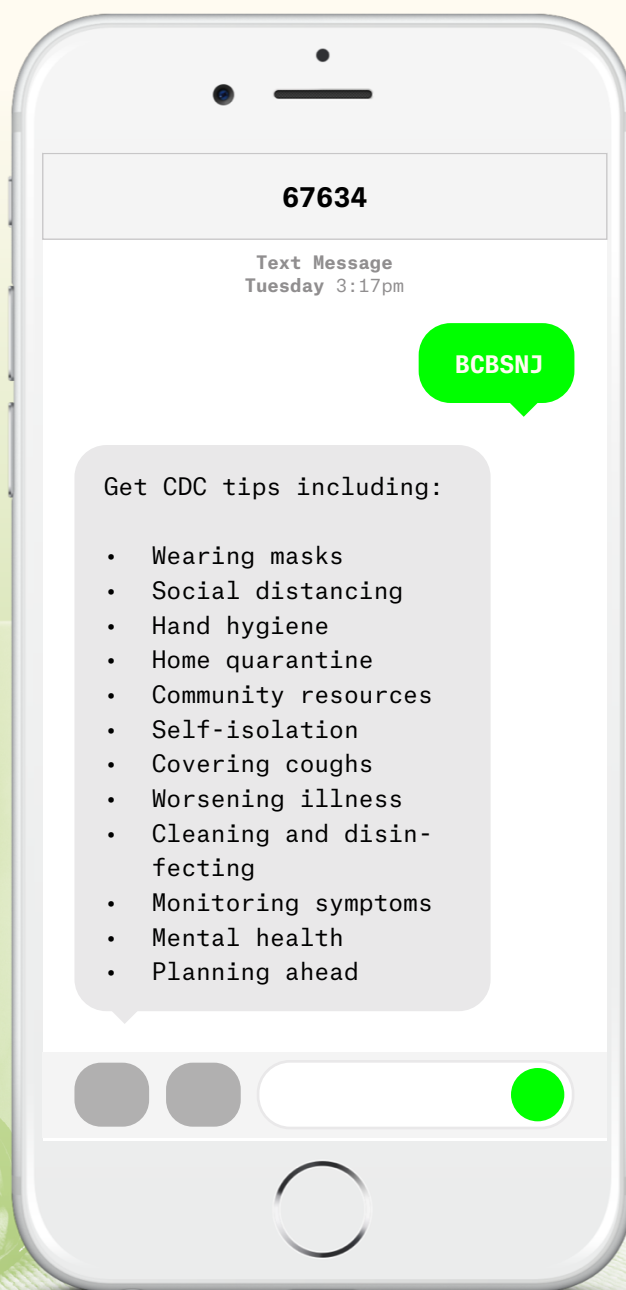 67634
Text Message
Tuesday 3:17pm
BCBSNJ
Get CDC tips including:
• Wearing masks
• Social distancing
• Hand hygiene
• Home quarantine
• Community resources
• Self-isolation
• Covering coughs
• Worsening illness
• Cleaning and disin-
fecting
• Monitoring symptoms
• Mental health
• Planning ahead